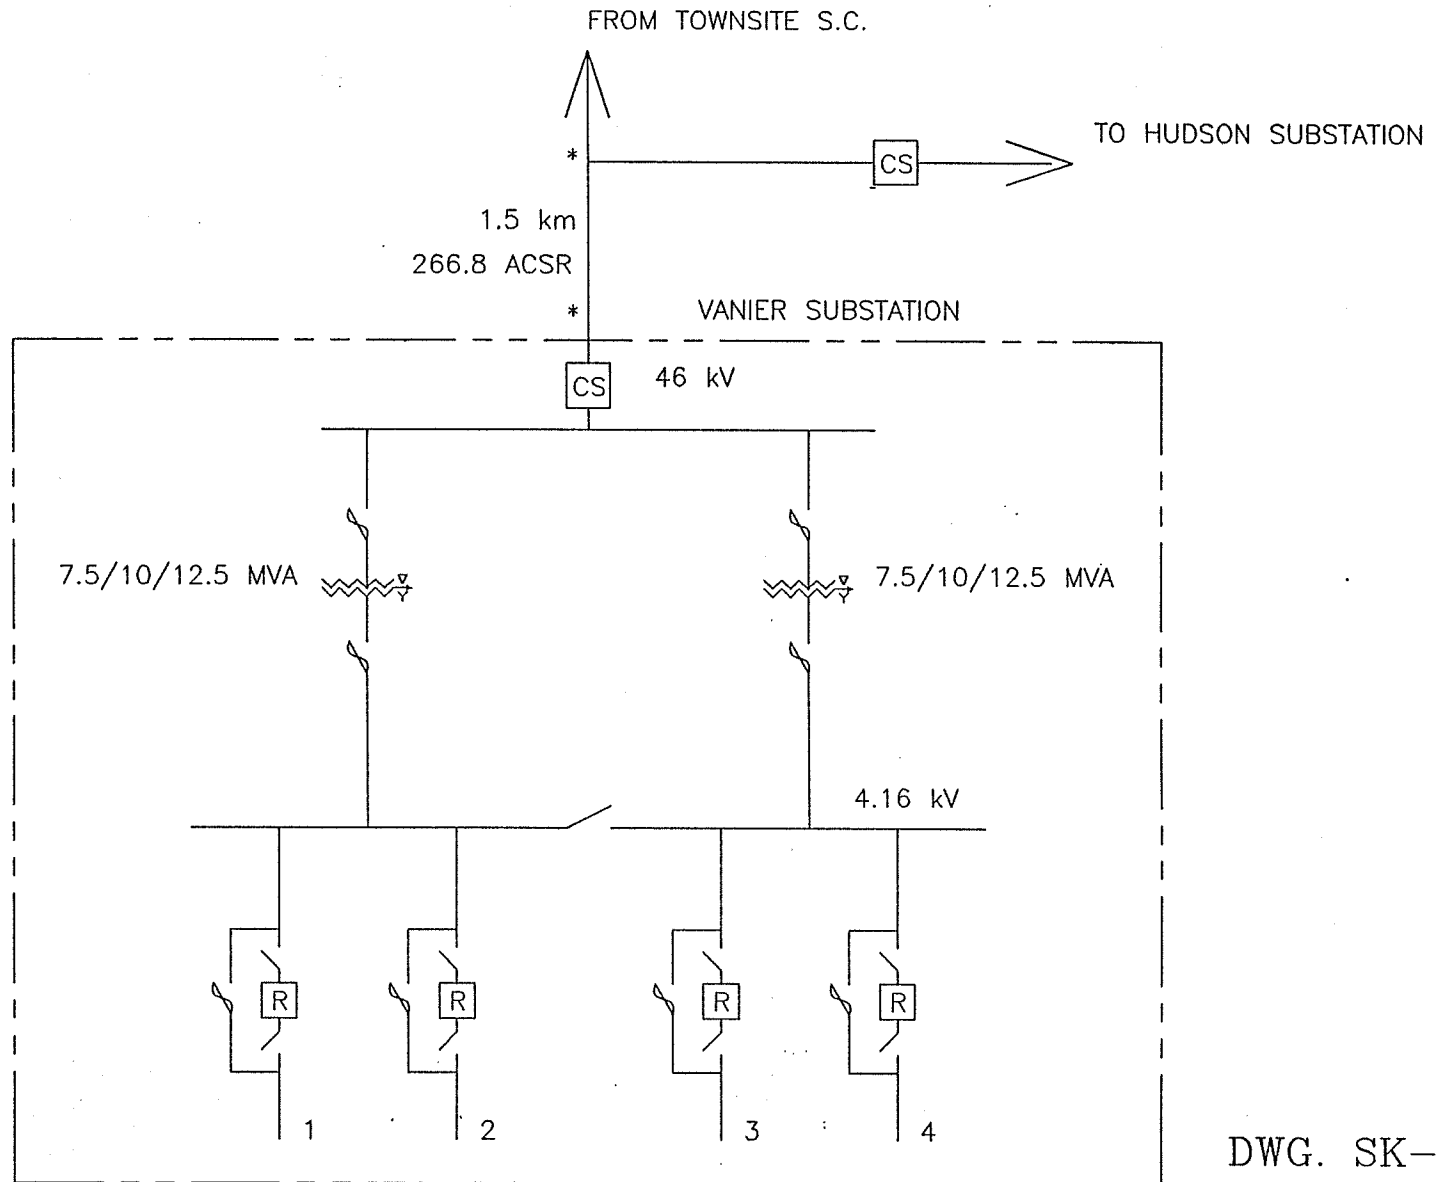 FROM TOWNSITE S.C.
TO HUDSON SUBSTATION
CS
*
1.5 km
266.8 ACSR
*
VANIER SUBSTATION
CS
46 kV
7.5/10/12.5 MVA
7.5/10/12.5 MVA
4.16 kV
R
R
R
R
1
2
3
4
DWG. SK-